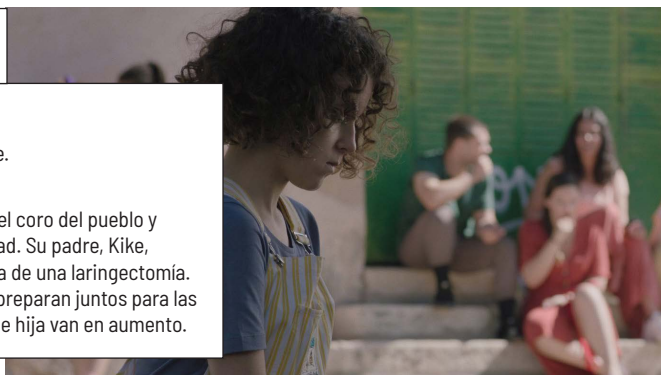 e.
el coro del pueblo y
ad. Su padre, Kike,
a de una laringectomía.
preparan juntos para las
e hija van en aumento.